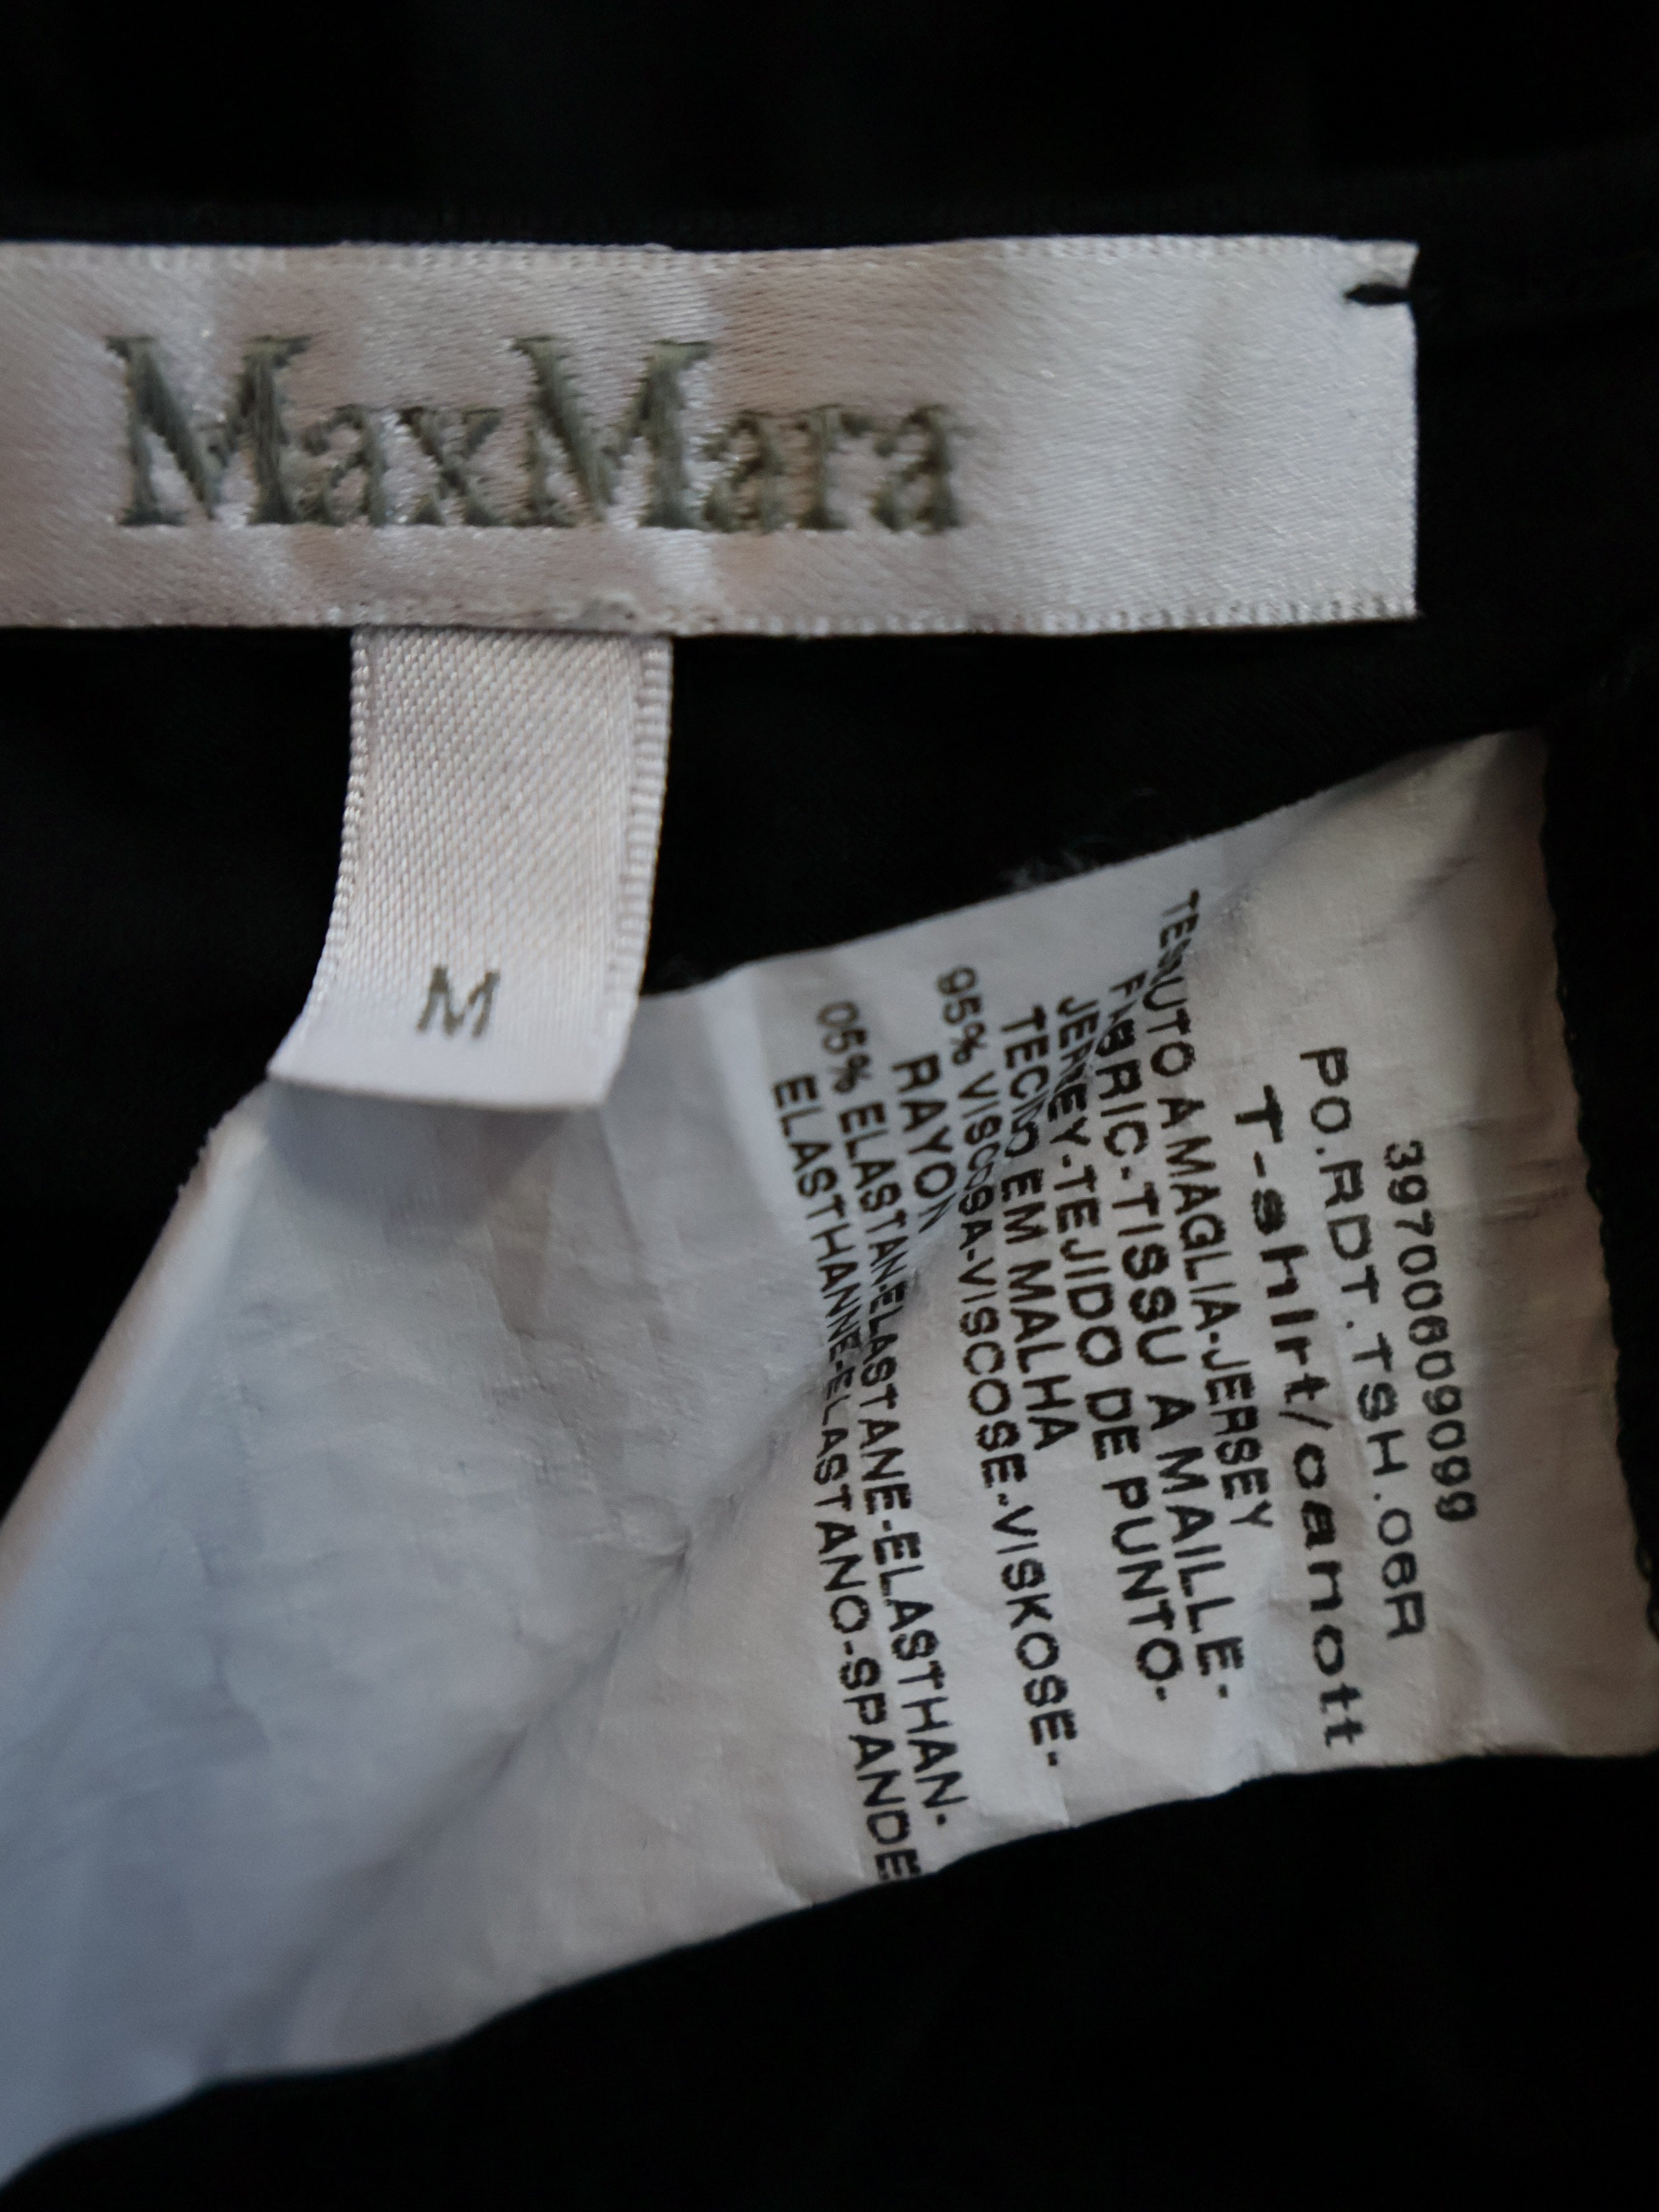 MaxMara
M
3970060909099
PO.RDT.TSH.06R
T-shirt/canott
TESSUTO A MAGLIA-JERSEY
FABRIC-TISSU A MAILLE-
JERSEY-TEJIDO DE PUNTO-
TECIDO EM MALHA
95% VISCOSA-VISCOSE-VISKOSE-
RAYON
05% ELASTAN-ELASTANE-ELASTHAN-
ELASTHANNE-ELASTANO-SPANDE